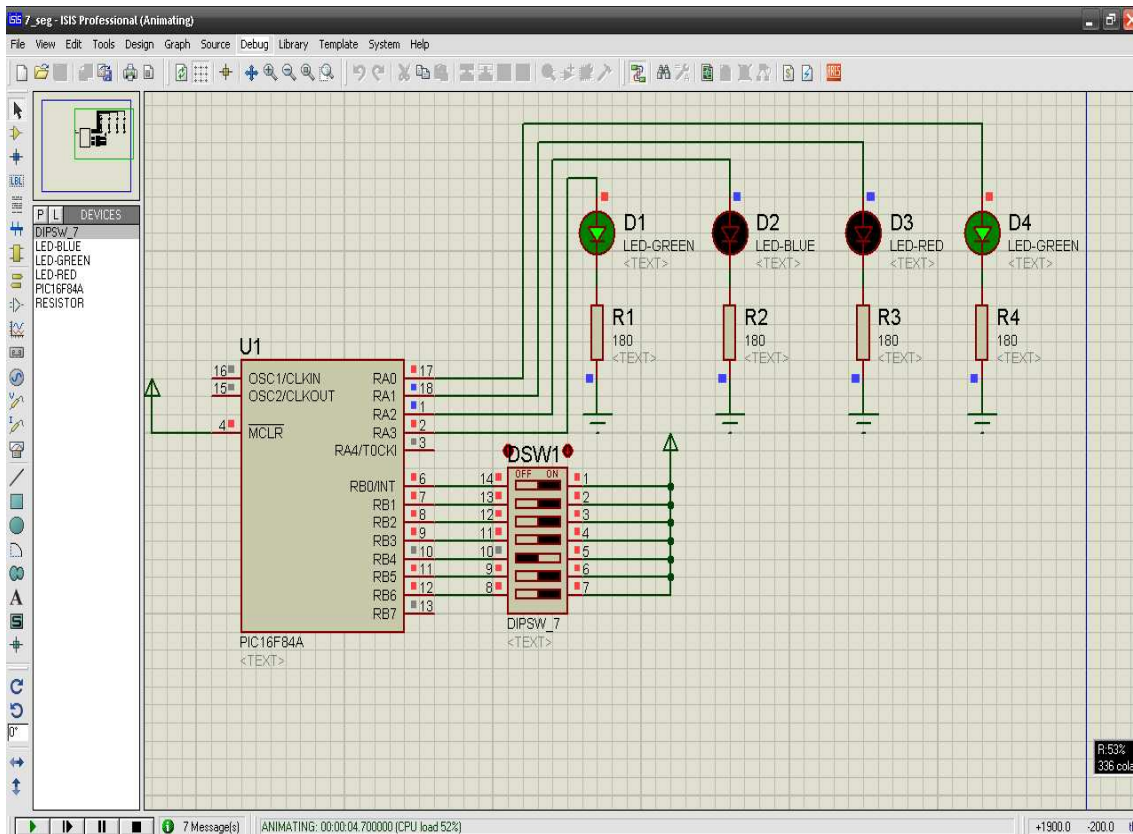 ISIS 7_seg - ISIS Professional (Animating)
File View Edit Tools Design Graph Source Debug Library Template System Help
LBL
P L DEVICES
DIPSW_7
LED-BLUE
LED-GREEN
LED-RED
PIC16F84A
RESISTOR
A
S
0°
D1
LED-GREEN
<TEXT>
D2
LED-BLUE
<TEXT>
D3
LED-RED
<TEXT>
D4
LED-GREEN
<TEXT>
R1
180
<TEXT>
R2
180
<TEXT>
R3
180
<TEXT>
R4
180
<TEXT>
U1
16 OSC1/CLKIN RA0 17
15 OSC2/CLKOUT RA1 18
RA2 1
4 MCLR RA3 2
RA4/T0CKI 3
RB0/INT 6
RB1 7
RB2 8
RB3 9
RB4 10
RB5 11
RB6 12
RB7 13
PIC16F84A
<TEXT>
DSW1
OFF ON
14 1
13 2
12 3
11 4
10 5
9 6
8 7
DIPSW_7
<TEXT>
R:53%
336 cola
7 Message(s) ANIMATING: 00:00:04.700000 (CPU load 52%) +1900.0 -200.0